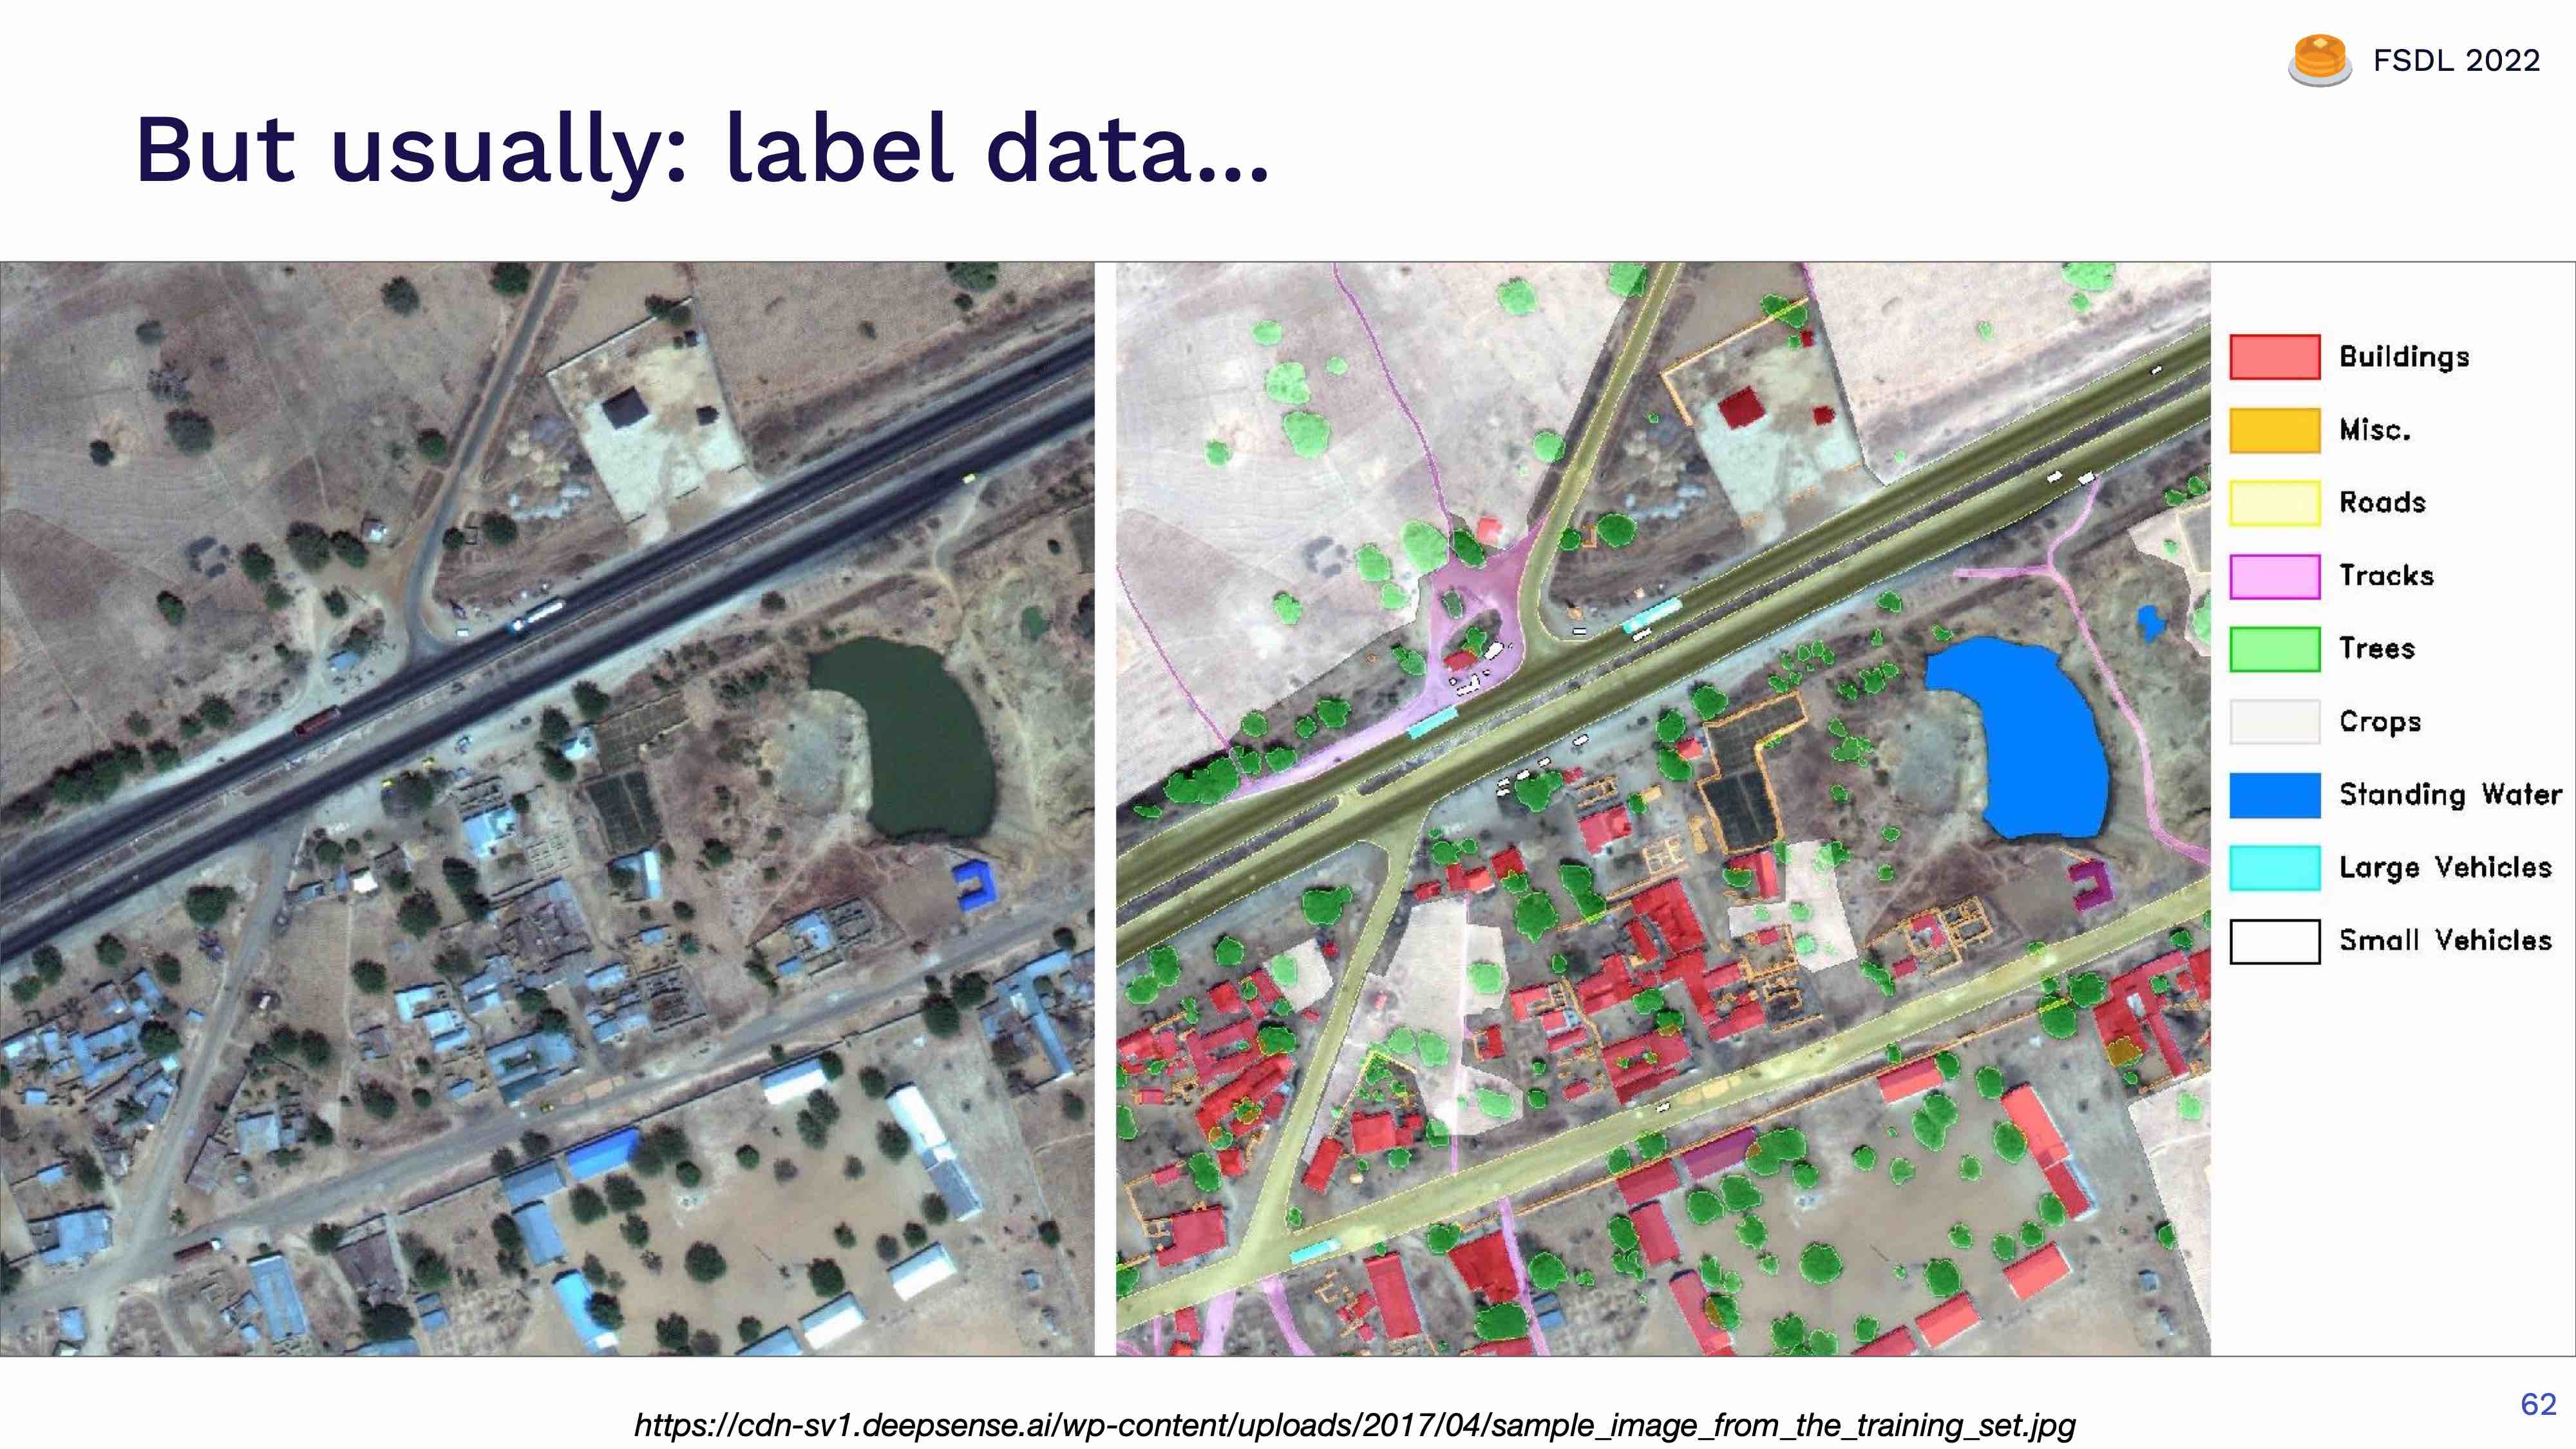 FSDL 2022
But usually: label data...
Buildings
Misc.
Roads
Tracks
Trees
Crops
Standing Water
Large Vehicles
Small Vehicles
62
https://cdn-sv1.deepsense.ai/wp-content/uploads/2017/04/sample_image_from_the_training_set.jpg